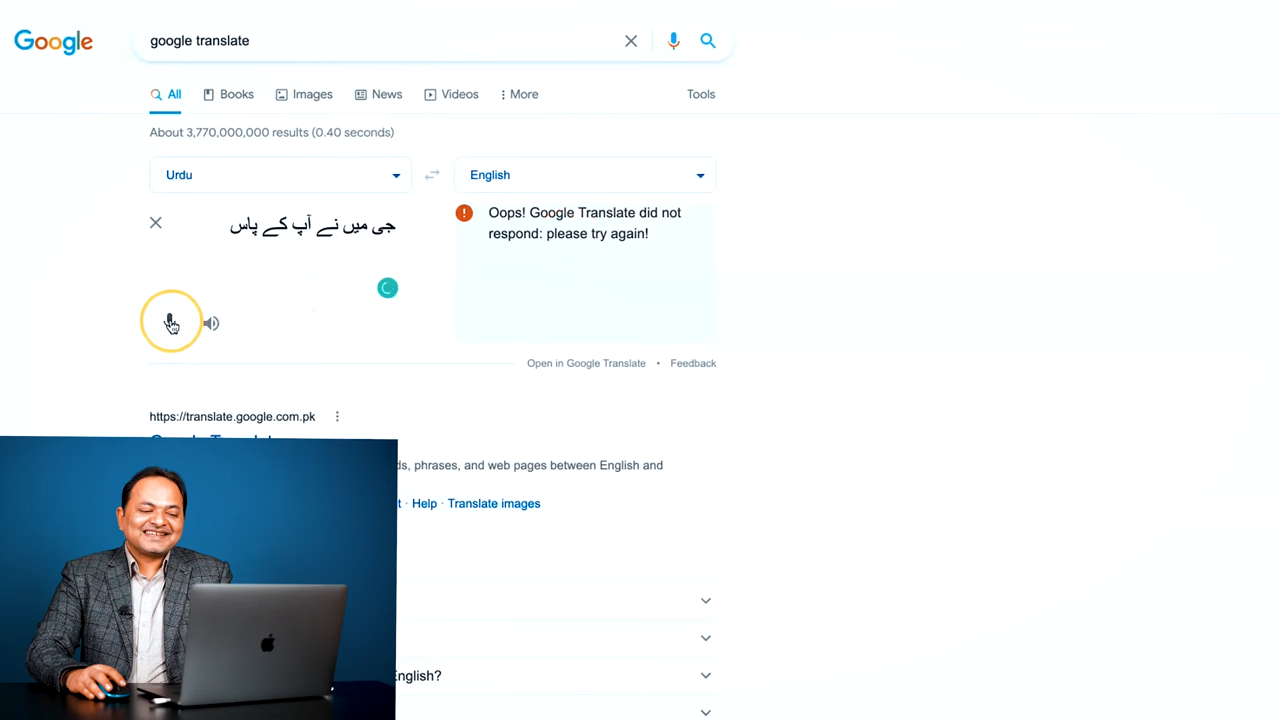 Google
google translate
All
Books
Images
News
Videos
More
Tools
About 3,770,000,000 results (0.40 seconds)
Urdu
English
جی میں نے آپ کے پاس
Oops! Google Translate did not
respond: please try again!
Open in Google Translate • Feedback
https://translate.google.com.pk
phrases, and web pages between English and
Help · Translate images
English?